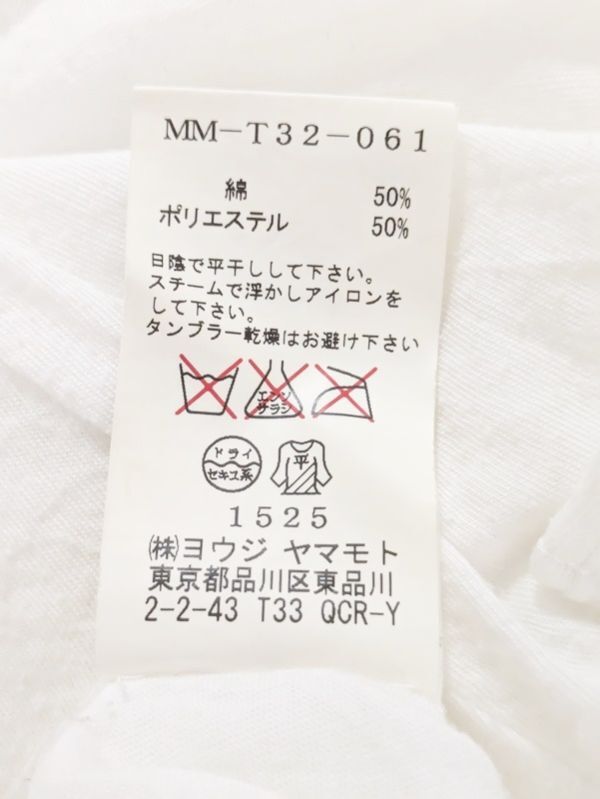 MM-T32-061
綿 50%
ポリエステル 50%
日陰で平干しして下さい。
スチームで浮かしアイロンを
して下さい。
タンブラー乾燥はお避け下さい
エンソ
サラシ
ドライ
セキユ系
平
1525
㈱ヨウジ ヤマモト
東京都品川区東品川
2-2-43 T33 QCR-Y